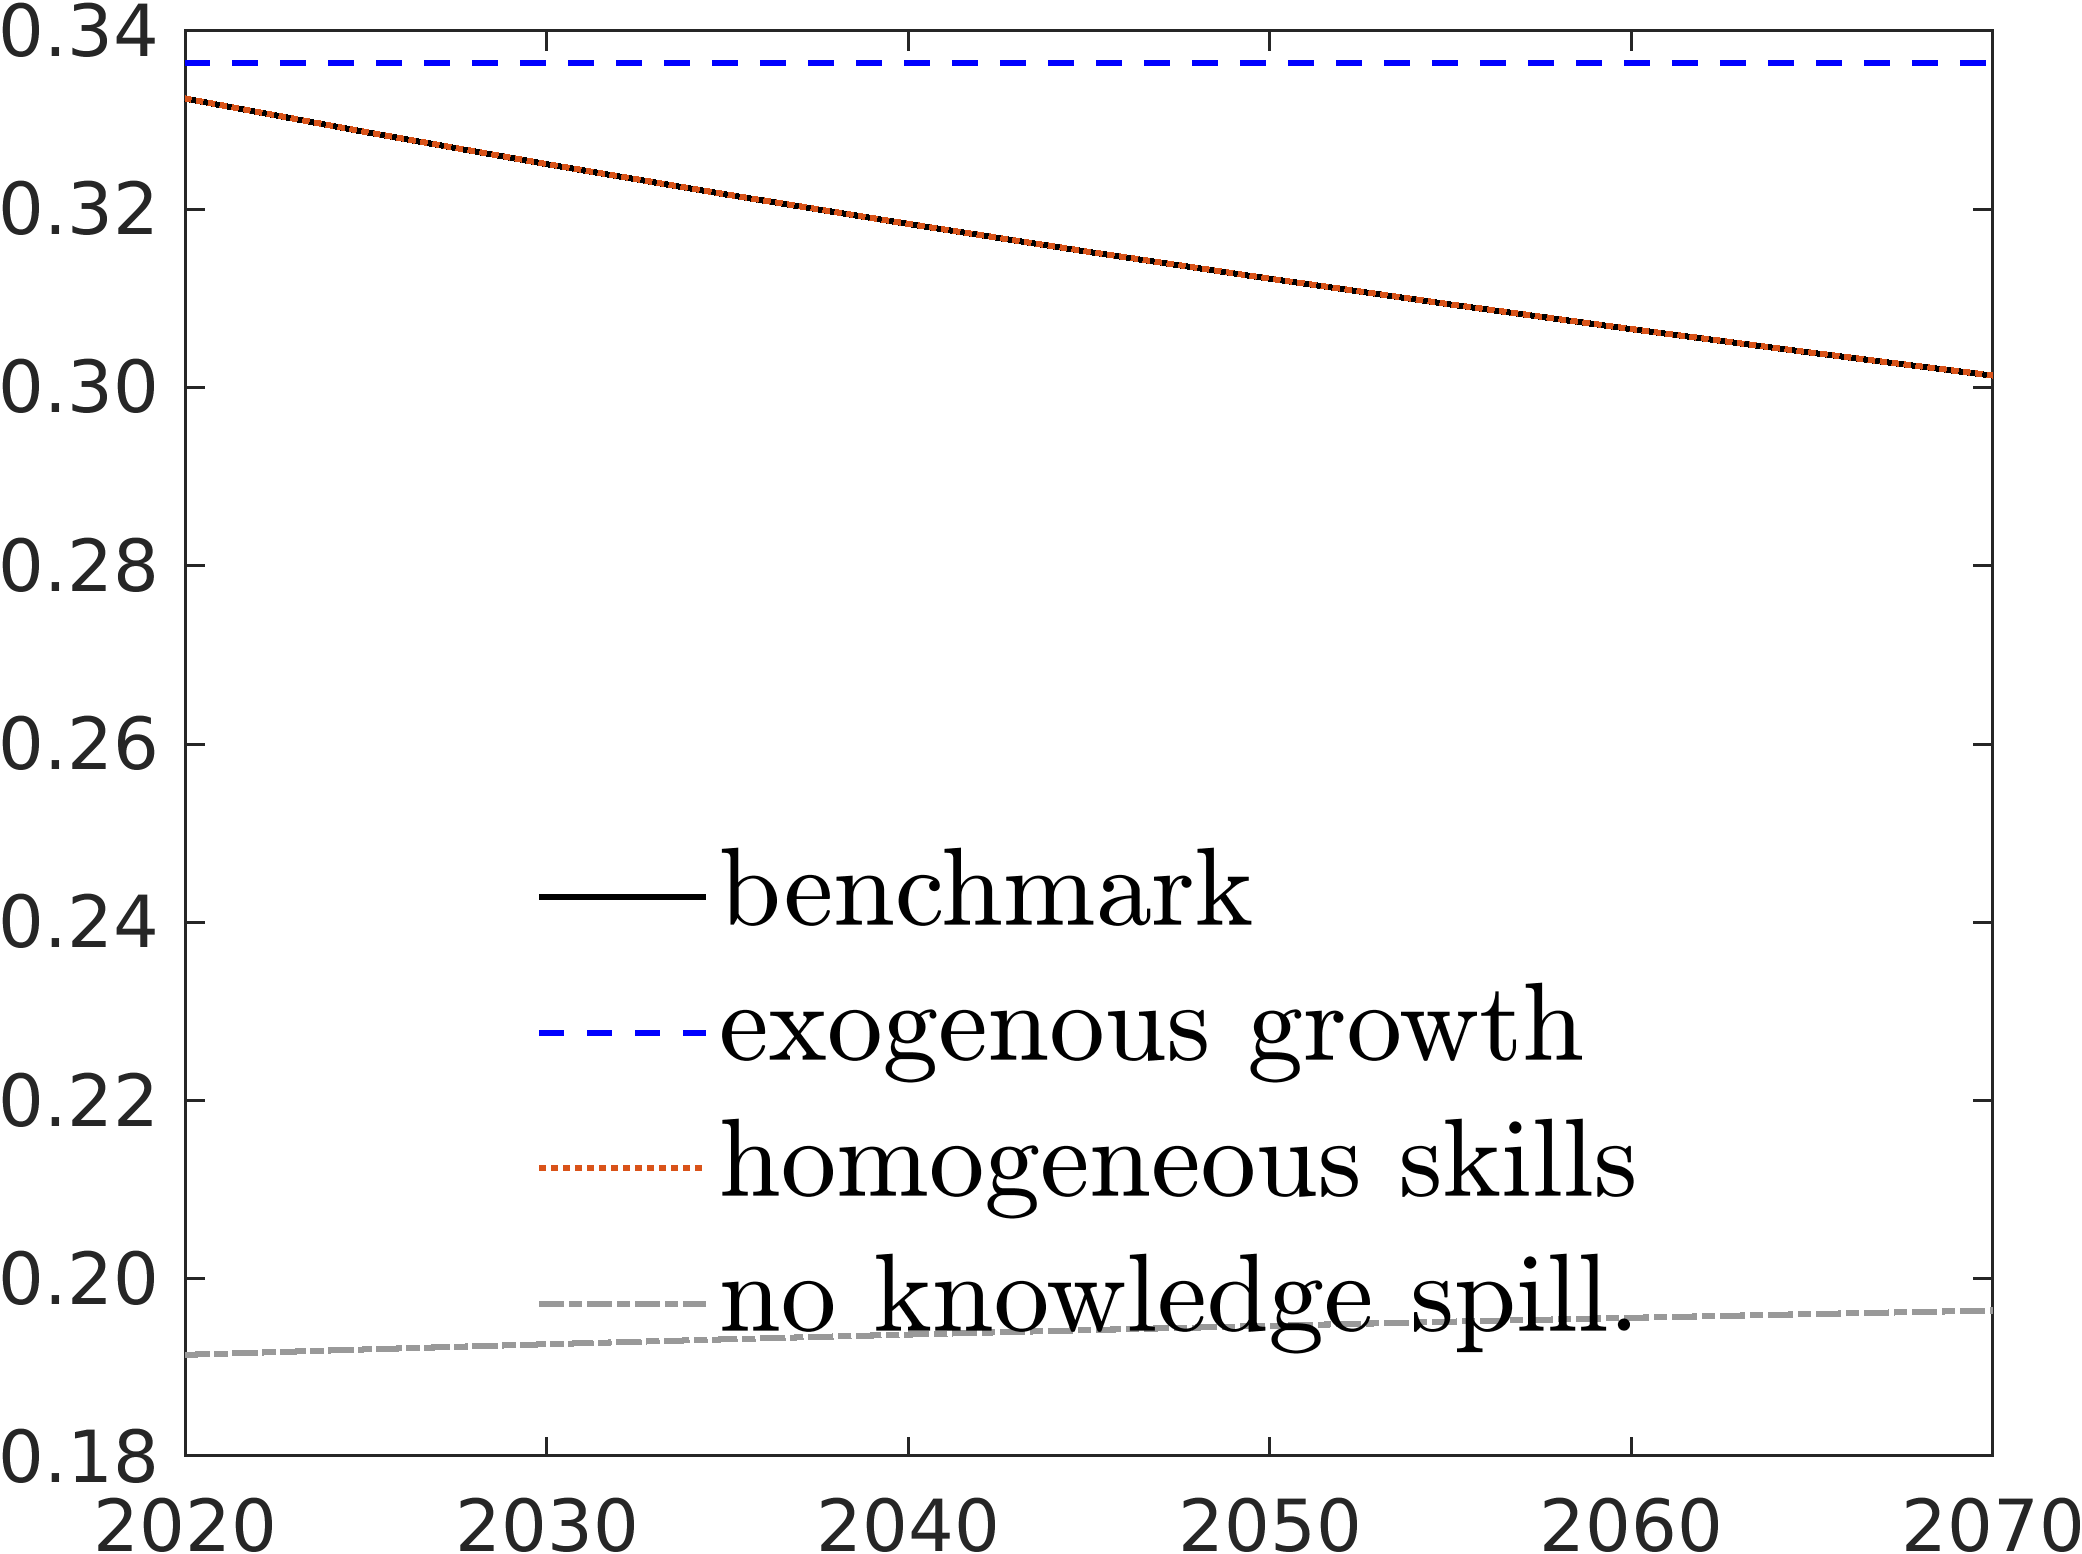 0.34
0.32
0.30
0.28
0.26
0.24
0.22
0.20
0.18
benchmark
exogenous growth
homogeneous skills
no knowledge spill.
2020 2030 2040 2050 2060 2070